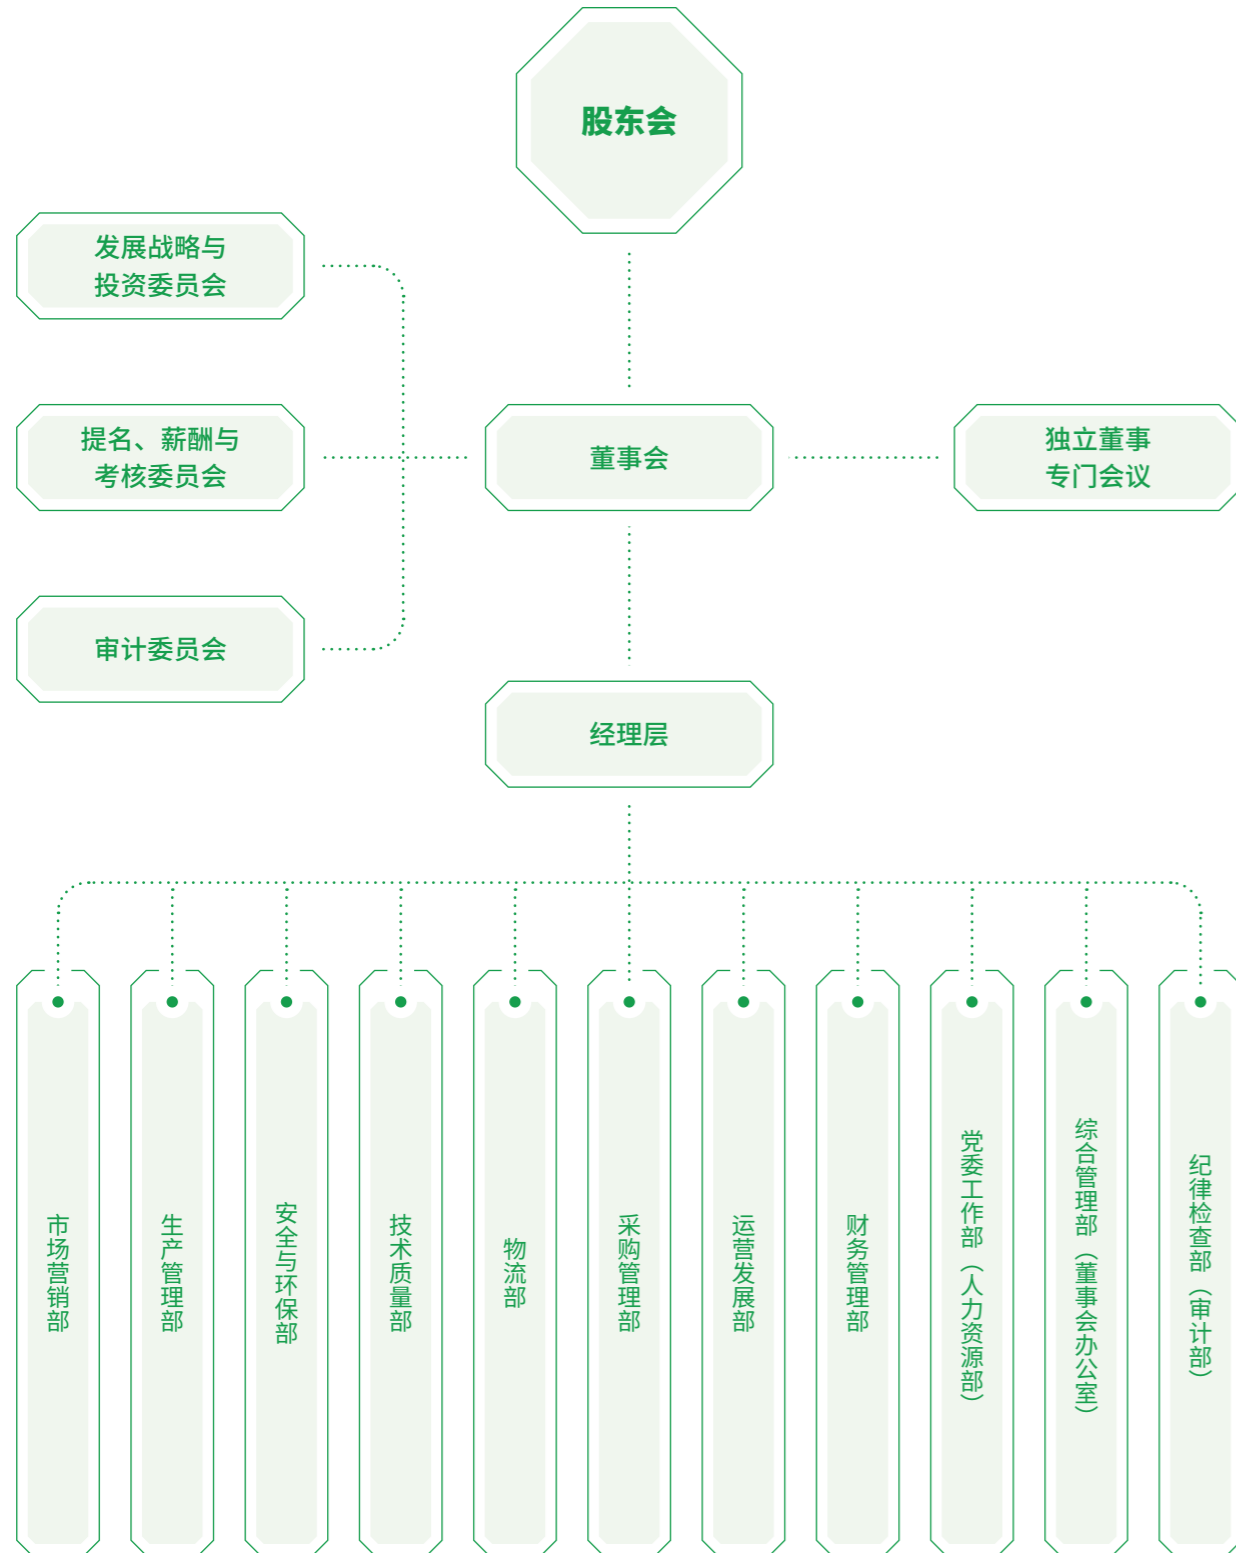 股东会
发展战略与
投资委员会
提名、薪酬与
考核委员会
董事会
独立董事
专门会议
审计委员会
经理层
市场营销部
生产管理部
安全与环保部
技术质量部
物流部
采购管理部
运营发展部
财务管理部
党委工作部（人力资源部）
综合管理部（董事会办公室）
纪律检查部（审计部）